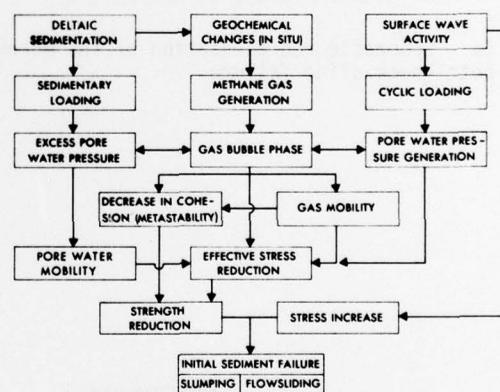 DELTAIC
SEDIMENTATION
GEOCHEMICAL
CHANGES (IN SITU)
SURFACE WAVE
ACTIVITY
SEDIMENTARY
LOADING
METHANE GAS
GENERATION
CYCLIC LOADING
EXCESS PORE
WATER PRESSURE
GAS BUBBLE PHASE
PORE WATER PRES-
SURE GENERATION
DECREASE IN COHE-
SION (METASTABILITY)
GAS MOBILITY
PORE WATER
MOBILITY
EFFECTIVE STRESS
REDUCTION
STRENGTH
REDUCTION
STRESS INCREASE
INITIAL SEDIMENT FAILURE
SLUMPING
FLOWSLIDING